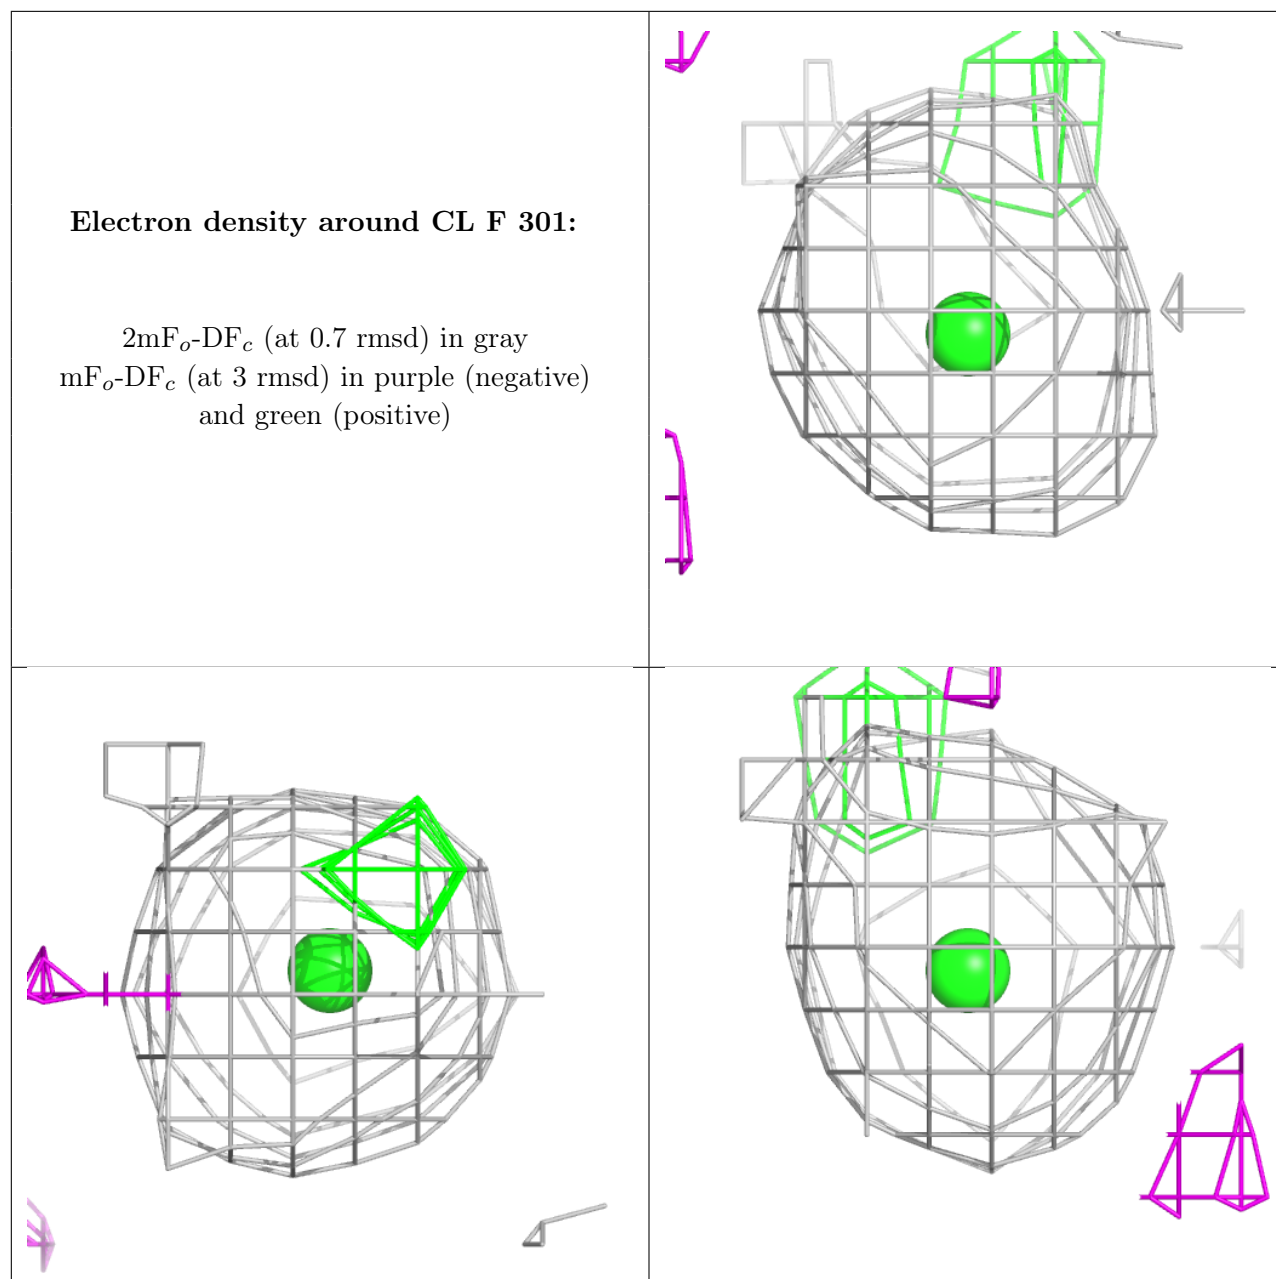 Electron density around CL F 301:
2mFo-DFc (at 0.7 rmsd) in gray
mFo-DFc (at 3 rmsd) in purple (negative)
and green (positive)